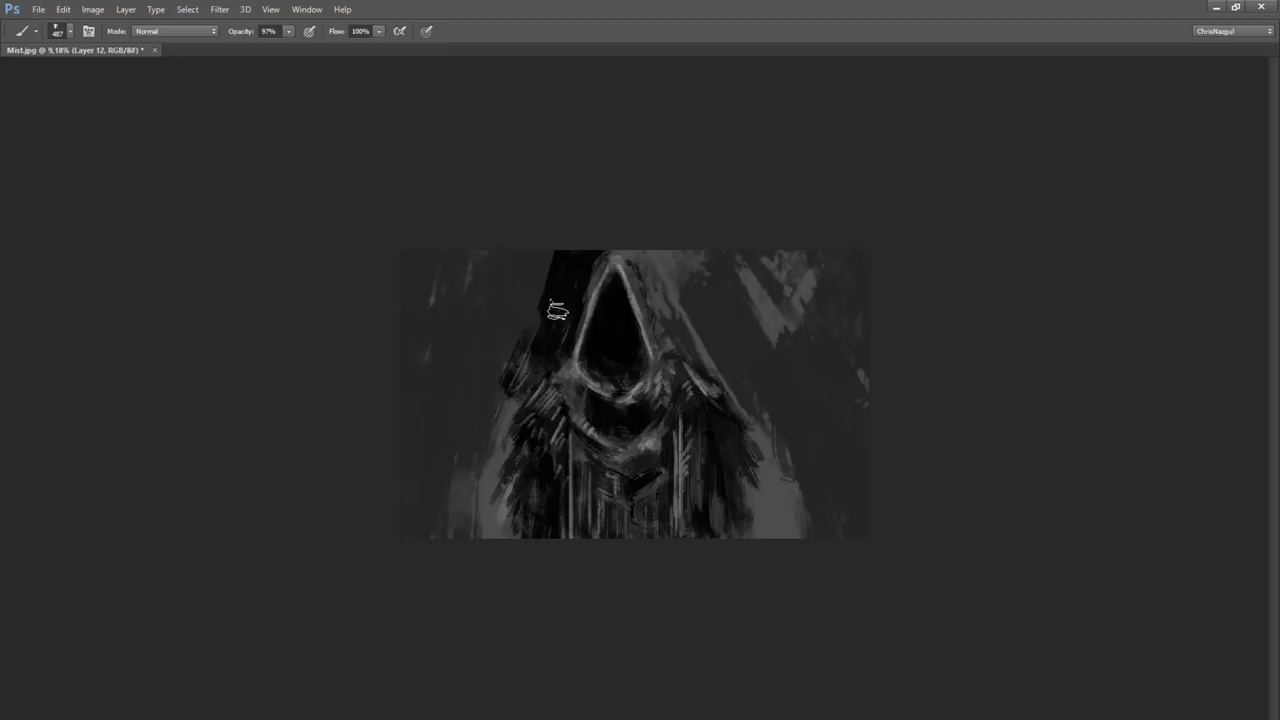 Ps File Edit Image Layer Type Select Filter 3D View Window Help
487 Mode: Normal Opacity: 97% Flow: 100% ChrisNazgul
Mist.jpg @ 9,18% (Layer 12, RGB/8#) * ×